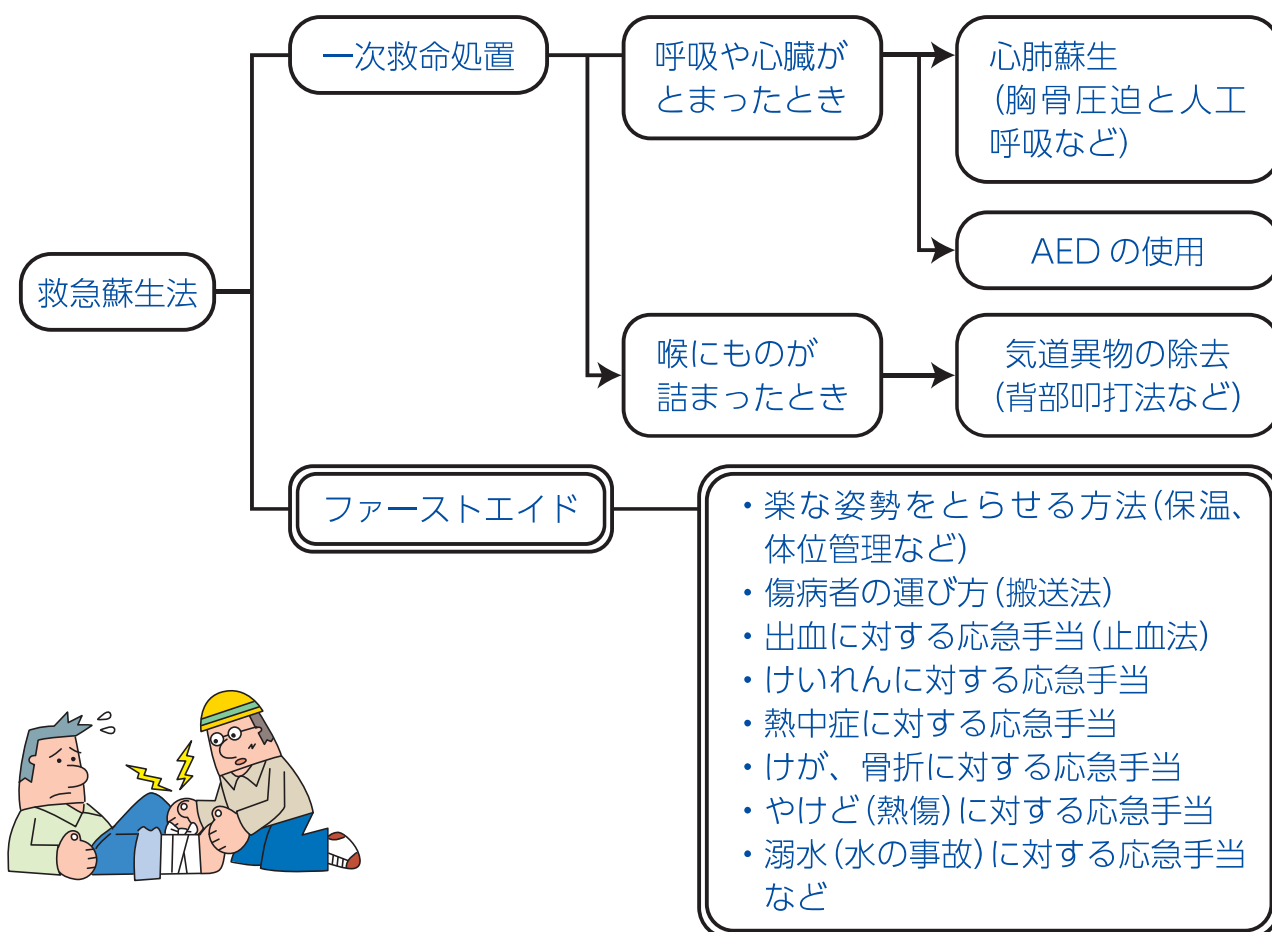 救急蘇生法
一次救命処置
呼吸や心臓が
とまったとき
心肺蘇生
(胸骨圧迫と人工
呼吸など)
AED の使用
喉にものが
詰まったとき
気道異物の除去
(背部叩打法など)
ファーストエイド
・楽な姿勢をとらせる方法(保温、
体位管理など)
・傷病者の運び方(搬送法)
・出血に対する応急手当(止血法)
・けいれんに対する応急手当
・熱中症に対する応急手当
・けが、骨折に対する応急手当
・やけど(熱傷)に対する応急手当
・溺水(水の事故)に対する応急手当
など